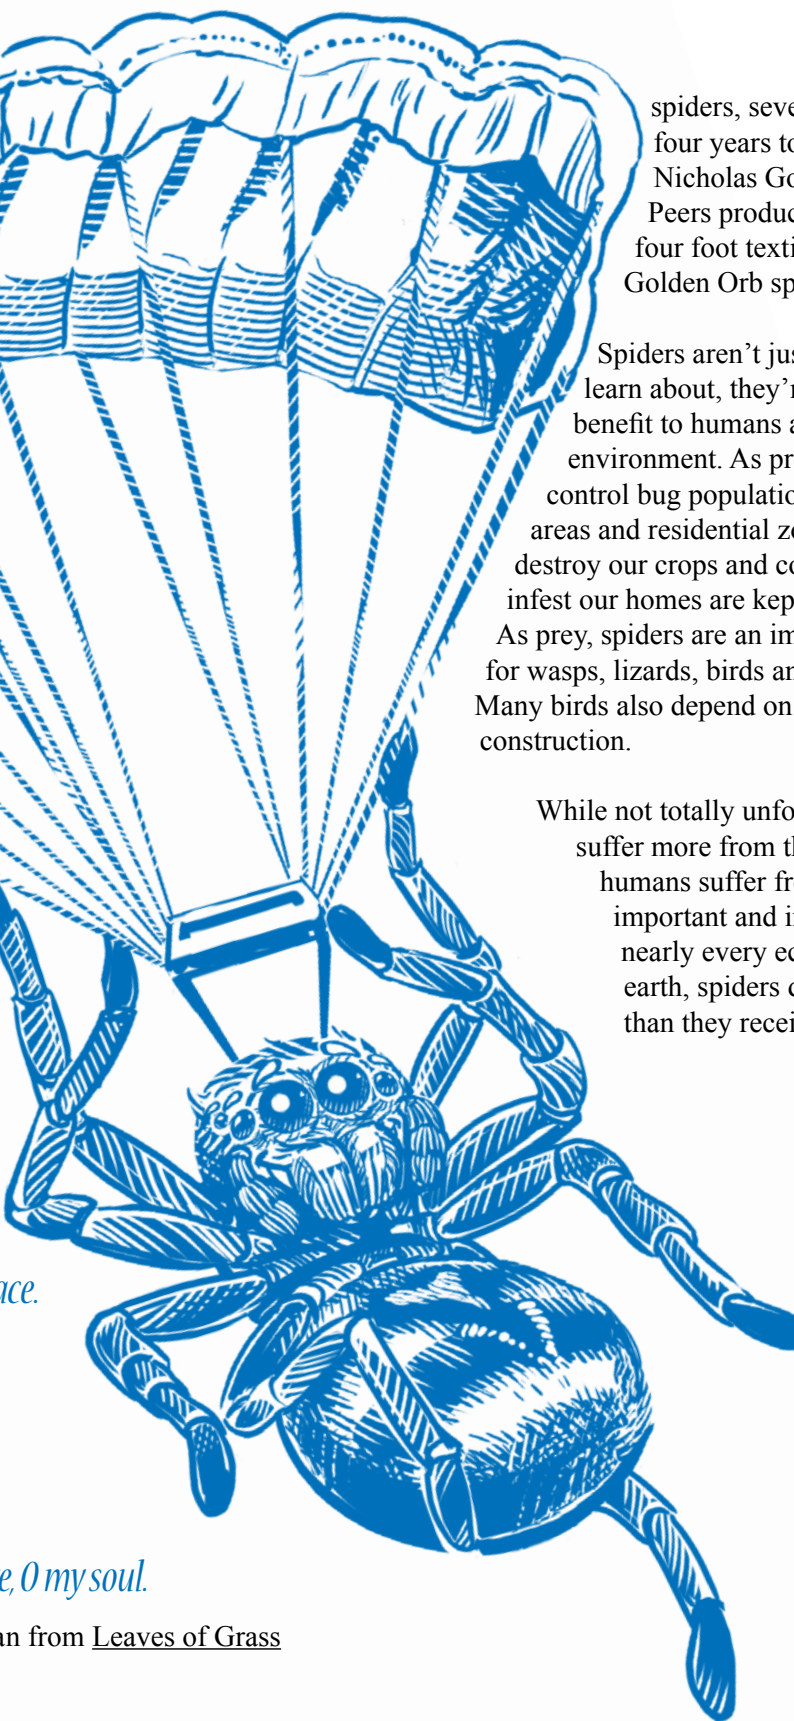 spiders, seve
four years to
Nicholas Go
Peers produc
four foot texti
Golden Orb sp
Spiders aren’t jus
learn about, they’r
benefit to humans a
environment. As pr
control bug populatio
areas and residential zo
destroy our crops and co
infest our homes are kep
As prey, spiders are an im
for wasps, lizards, birds an
Many birds also depend on
construction.
While not totally unfo
suffer more from th
humans suffer fro
important and in
nearly every ec
earth, spiders d
than they recei
ace.
e, O my soul.
an from Leaves of Grass